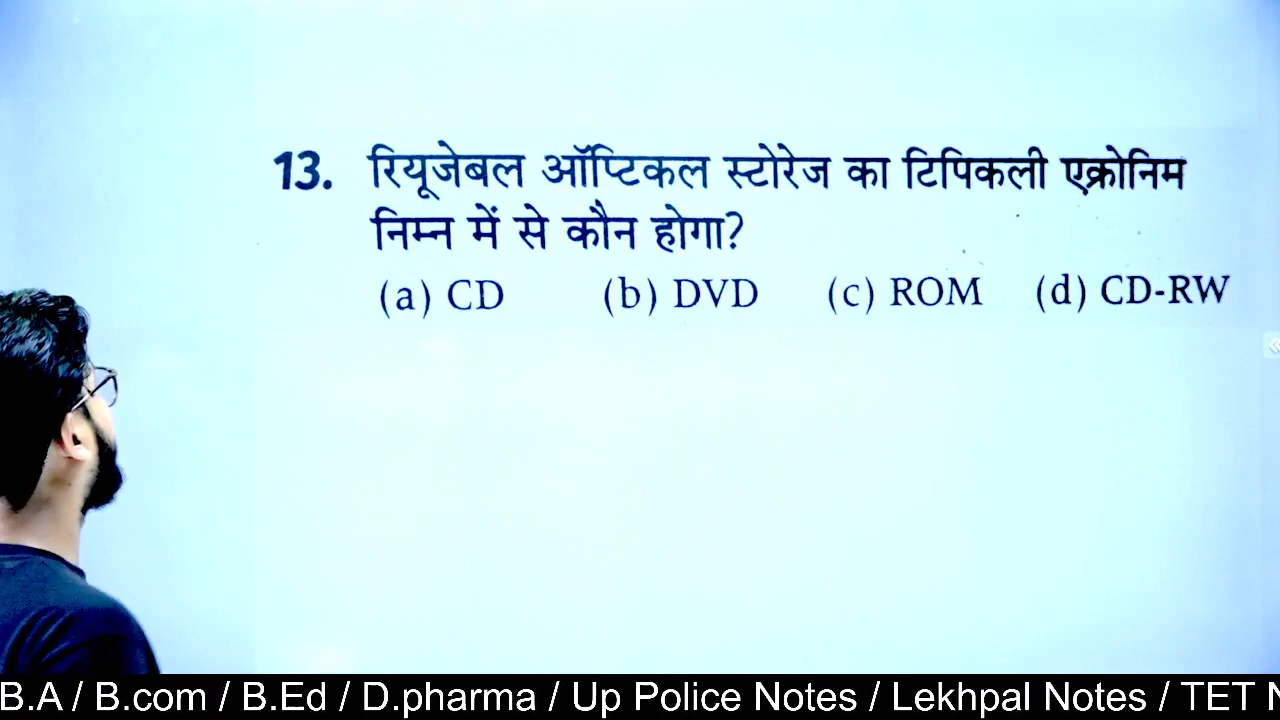 13. रियूजेबल ऑप्टिकल स्टोरेज का टिपिकली एक्रोनिम
निम्न में से कौन होगा?
(a) CD (b) DVD (c) ROM (d) CD-RW
B.A / B.com / B.Ed / D.pharma / Up Police Notes / Lekhpal Notes / TET N